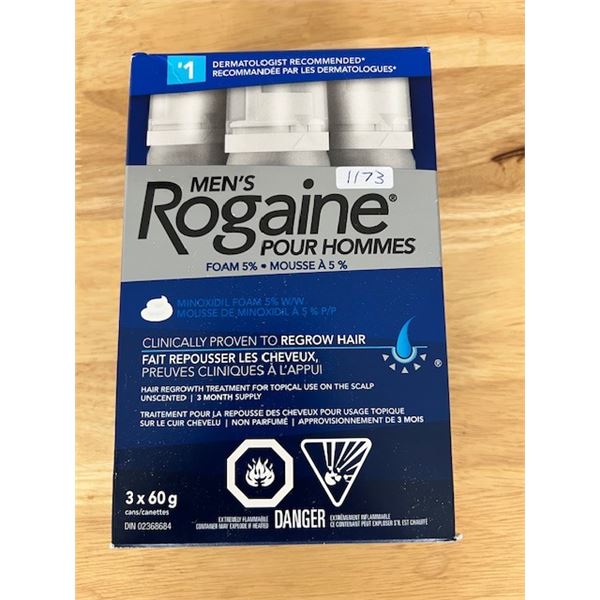 #1 DERMATOLOGIST RECOMMENDED*
RECOMMANDÉE PAR LES DERMATOLOGUES*
MEN'S
1173
Rogaine®
POUR HOMMES
FOAM 5% • MOUSSE À 5 %
MINOXIDIL FOAM 5% W/W
MOUSSE DE MINOXIDIL À 5 % P/P
CLINICALLY PROVEN TO REGROW HAIR
FAIT REPOUSSER LES CHEVEUX,
PREUVES CLINIQUES À L'APPUI
®
HAIR REGROWTH TREATMENT FOR TOPICAL USE ON THE SCALP
UNSCENTED | 3 MONTH SUPPLY
TRAITEMENT POUR LA REPOUSSE DES CHEVEUX POUR USAGE TOPIQUE
SUR LE CUIR CHEVELU | NON PARFUMÉ | APPROVISIONNEMENT DE 3 MOIS
3 x 60 g
cans/canettes
DIN 02368684
EXTREMELY FLAMMABLE
CONTAINER MAY EXPLODE IF HEATED
DANGER
EXTRÊMEMENT INFLAMMABLE
CE CONTENANT PEUT EXPLOSER S'IL EST CHAUFFÉ